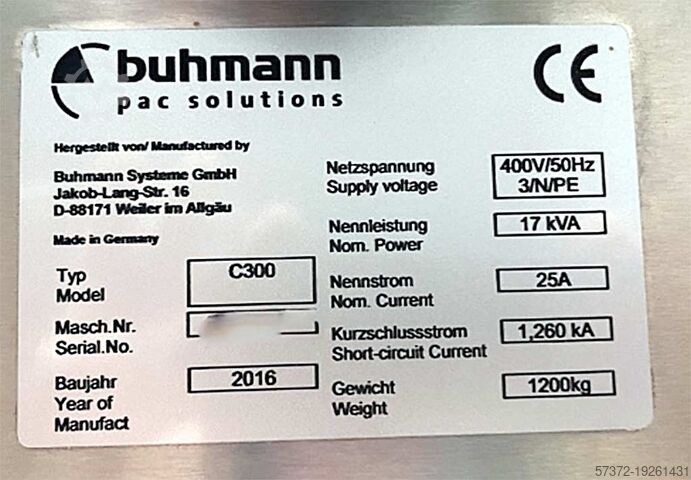 buhmann
pac solutions
CE
Hergestellt von/ Manufactured by
Buhmann Systeme GmbH
Jakob-Lang-Str. 16
D-88171 Weiler im Allgäu
Made in Germany
Typ
Model
C300
Masch.Nr.
Serial.No.
Baujahr
Year of
Manufact
2016
Netzspannung
Supply voltage
400V/50Hz
3/N/PE
Nennleistung
Nom. Power
17 kVA
Nennstrom
Nom. Current
25A
Kurzschlussstrom
Short-circuit Current
1,260 kA
Gewicht
Weight
1200kg
57372-19261431